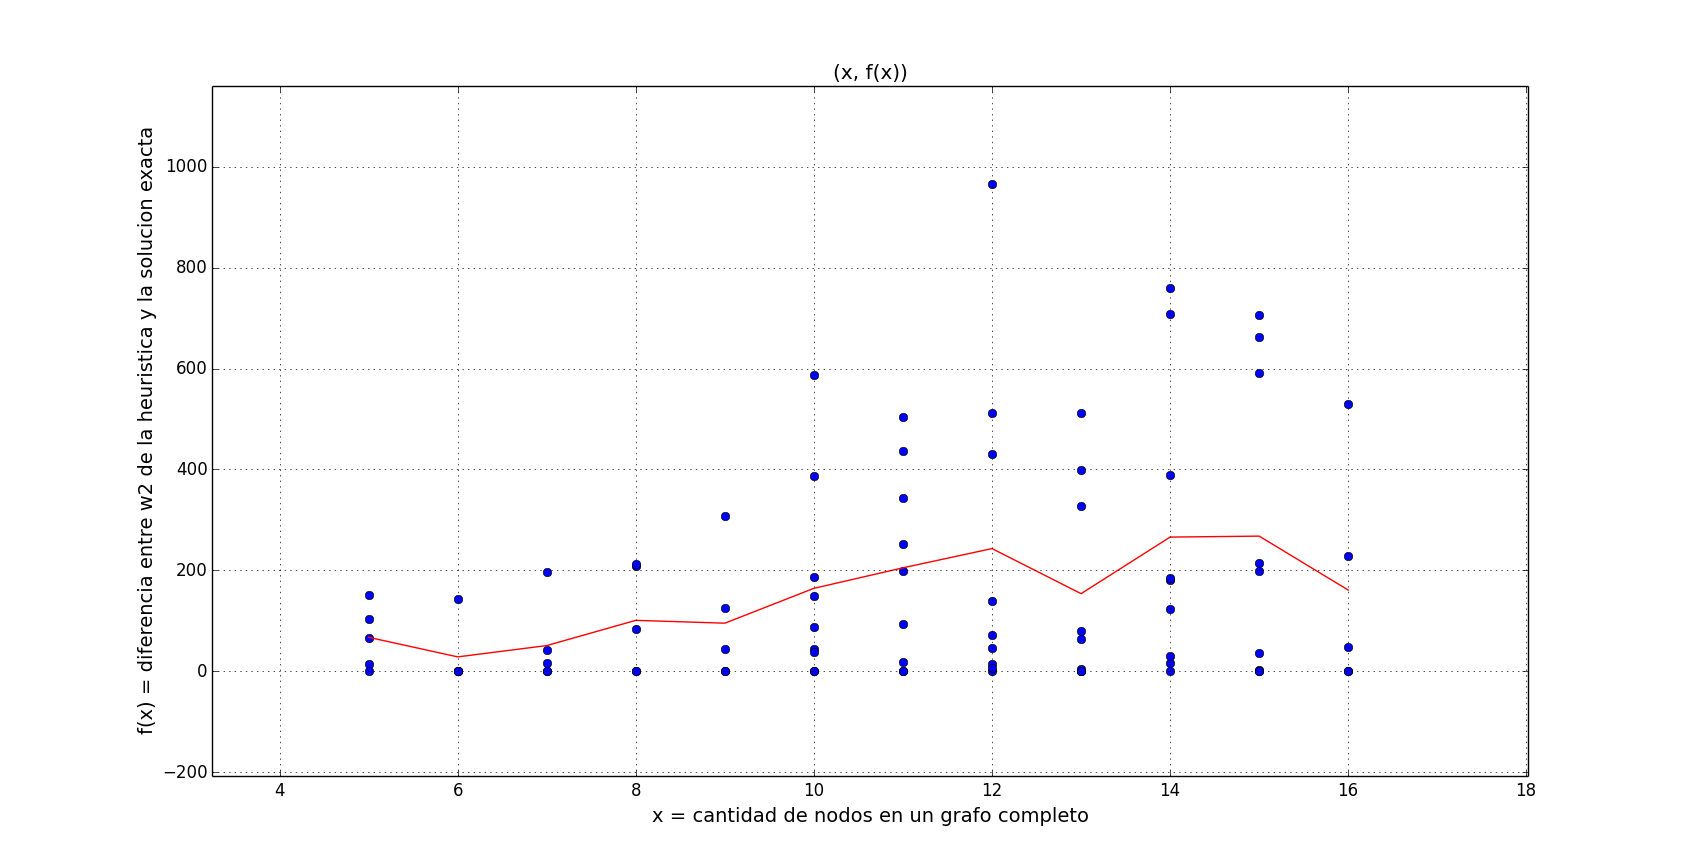 (x, f(x))
f(x) = diferencia entre w2 de la heuristica y la solucion exacta
1000
800
600
400
200
0
−200
4 6 8 10 12 14 16 18
x = cantidad de nodos en un grafo completo